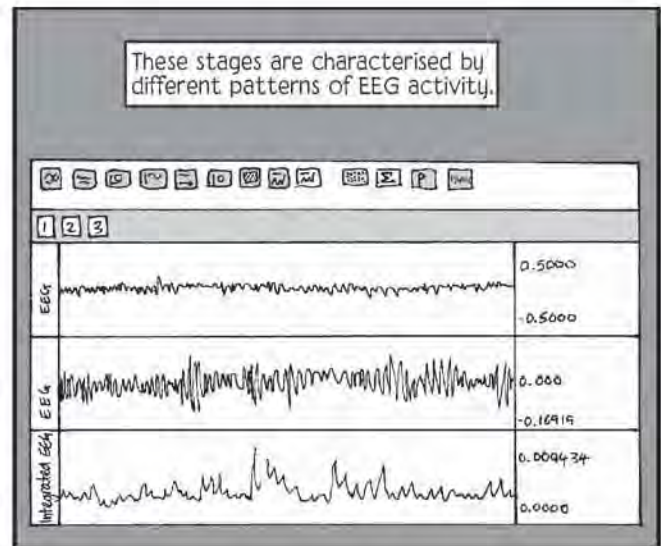 These stages are characterised by
different patterns of EEG activity.
10
Σ
P
1 2 3
EEG
0.5000
-0.5000
EEG
0.000
-0.16915
Integrated EEG
0.009434
0.0000